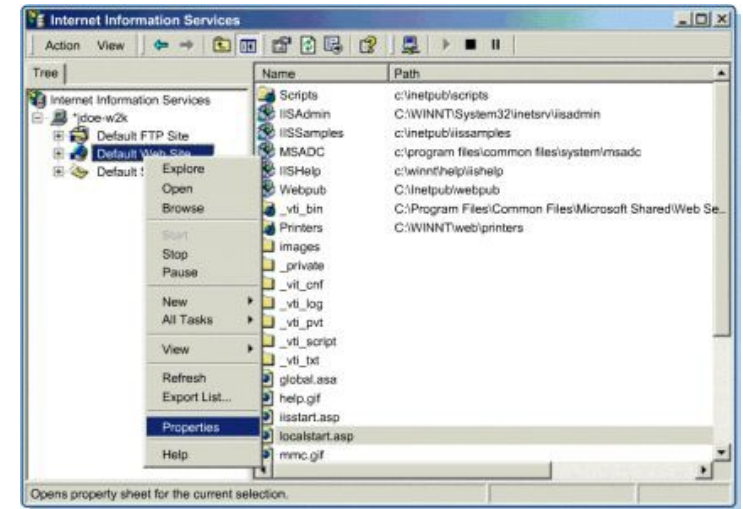 Internet Information Services
Action View
Tree
Internet Information Services
*jdoe-w2k
Default FTP Site
Default Web Site
Default S
Explore
Open
Browse
Start
Stop
Pause
New
All Tasks
View
Refresh
Export List...
Properties
Help
Name Path
Scripts c:\inetpub\scripts
IISAdmin C:\WINNT\System32\inetsrv\iisadmin
IISSamples c:\inetpub\iissamples
MSADC c:\program files\common files\system\msadc
IISHelp c:\winnt\help\iishelp
Webpub C:\Inetpub\webpub
_vti_bin C:\Program Files\Common Files\Microsoft Shared\Web Se...
Printers C:\WINNT\web\printers
images
_private
_vit_cnf
_vti_log
_vti_pvt
_vti_script
_vti_txt
global.asa
help.gif
iisstart.asp
localstart.asp
mmc.gif
Opens property sheet for the current selection.